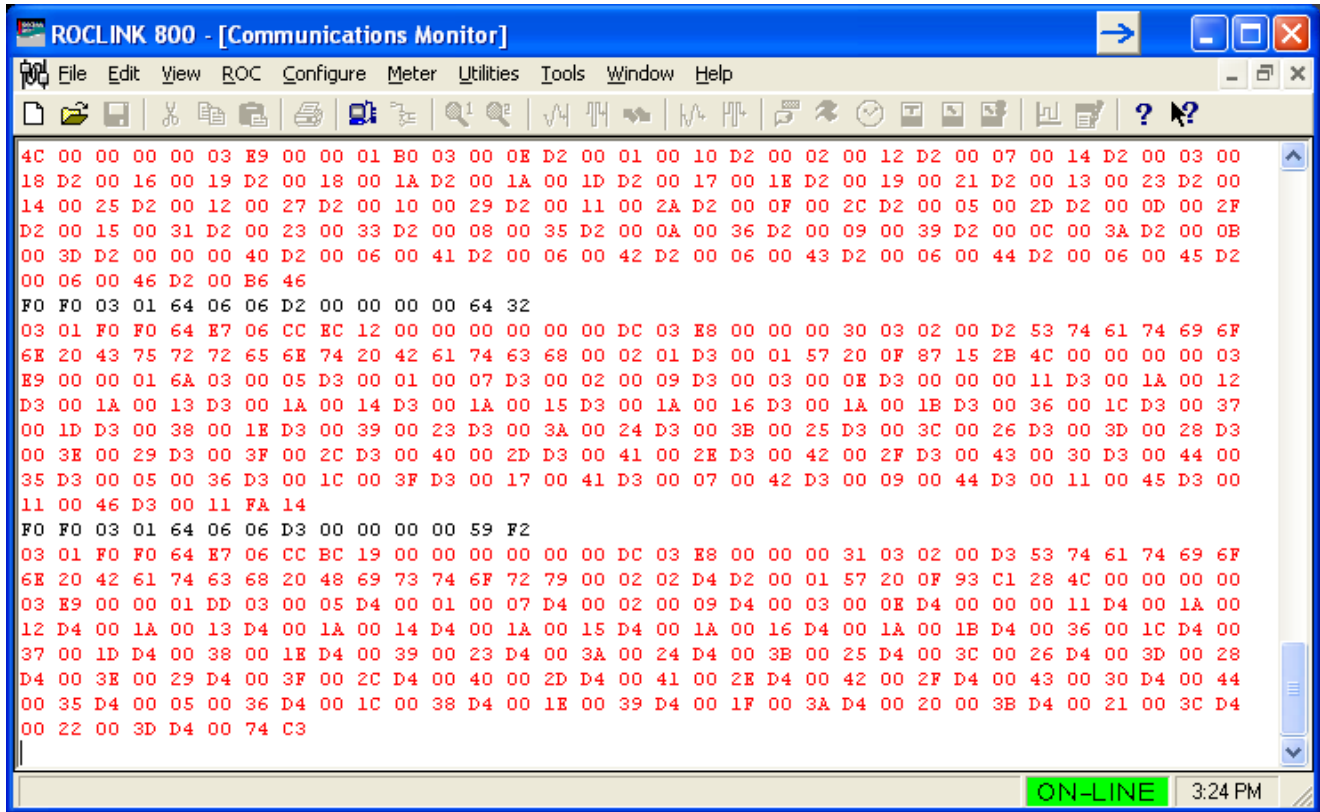 ROCLINK 800 - [Communications Monitor]
File Edit View ROC Configure Meter Utilities Tools Window Help
4C 00 00 00 00 03 E9 00 00 01 B0 03 00 0E D2 00 01 00 10 D2 00 02 00 12 D2 00 07 00 14 D2 00 03 00
18 D2 00 16 00 19 D2 00 18 00 1A D2 00 1A 00 1D D2 00 17 00 1E D2 00 19 00 21 D2 00 13 00 23 D2 00
14 00 25 D2 00 12 00 27 D2 00 10 00 29 D2 00 11 00 2A D2 00 0F 00 2C D2 00 05 00 2D D2 00 0D 00 2F
D2 00 15 00 31 D2 00 23 00 33 D2 00 08 00 35 D2 00 0A 00 36 D2 00 09 00 39 D2 00 0C 00 3A D2 00 0B
00 3D D2 00 00 00 40 D2 00 06 00 41 D2 00 06 00 42 D2 00 06 00 43 D2 00 06 00 44 D2 00 06 00 45 D2
00 06 00 46 D2 00 B6 46
F0 F0 03 01 64 06 06 D2 00 00 00 00 64 32
03 01 F0 F0 64 E7 06 CC EC 12 00 00 00 00 00 00 DC 03 E8 00 00 00 30 03 02 00 D2 53 74 61 74 69 6F
6E 20 43 75 72 72 65 6E 74 20 42 61 74 63 68 00 02 01 D3 00 01 57 20 0F 87 15 2B 4C 00 00 00 00 03
E9 00 00 01 6A 03 00 05 D3 00 01 00 07 D3 00 02 00 09 D3 00 03 00 0E D3 00 00 00 11 D3 00 1A 00 12
D3 00 1A 00 13 D3 00 1A 00 14 D3 00 1A 00 15 D3 00 1A 00 16 D3 00 1A 00 1B D3 00 36 00 1C D3 00 37
00 1D D3 00 38 00 1E D3 00 39 00 23 D3 00 3A 00 24 D3 00 3B 00 25 D3 00 3C 00 26 D3 00 3D 00 28 D3
00 3E 00 29 D3 00 3F 00 2C D3 00 40 00 2D D3 00 41 00 2E D3 00 42 00 2F D3 00 43 00 30 D3 00 44 00
35 D3 00 05 00 36 D3 00 1C 00 3F D3 00 17 00 41 D3 00 07 00 42 D3 00 09 00 44 D3 00 11 00 45 D3 00
11 00 46 D3 00 11 FA 14
F0 F0 03 01 64 06 06 D3 00 00 00 00 59 F2
03 01 F0 F0 64 E7 06 CC BC 19 00 00 00 00 00 00 DC 03 E8 00 00 00 31 03 02 00 D3 53 74 61 74 69 6F
6E 20 42 61 74 63 68 20 48 69 73 74 6F 72 79 00 02 02 D4 D2 00 01 57 20 0F 93 C1 28 4C 00 00 00 00
03 E9 00 00 01 DD 03 00 05 D4 00 01 00 07 D4 00 02 00 09 D4 00 03 00 0E D4 00 00 00 11 D4 00 1A 00
12 D4 00 1A 00 13 D4 00 1A 00 14 D4 00 1A 00 15 D4 00 1A 00 16 D4 00 1A 00 1B D4 00 36 00 1C D4 00
37 00 1D D4 00 38 00 1E D4 00 39 00 23 D4 00 3A 00 24 D4 00 3B 00 25 D4 00 3C 00 26 D4 00 3D 00 28
D4 00 3E 00 29 D4 00 3F 00 2C D4 00 40 00 2D D4 00 41 00 2E D4 00 42 00 2F D4 00 43 00 30 D4 00 44
00 35 D4 00 05 00 36 D4 00 1C 00 38 D4 00 1E 00 39 D4 00 1F 00 3A D4 00 20 00 3B D4 00 21 00 3C D4
00 22 00 3D D4 00 74 C3
ON-LINE 3:24 PM